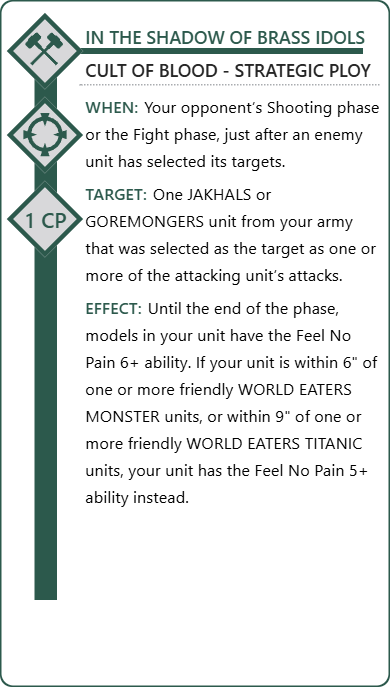 IN THE SHADOW OF BRASS IDOLS
CULT OF BLOOD - STRATEGIC PLOY
WHEN: Your opponent's Shooting phase
or the Fight phase, just after an enemy
unit has selected its targets.
1 CP
TARGET: One JAKHALS or
GOREMONGERS unit from your army
that was selected as the target as one or
more of the attacking unit's attacks.
EFFECT: Until the end of the phase,
models in your unit have the Feel No
Pain 6+ ability. If your unit is within 6" of
one or more friendly WORLD EATERS
MONSTER units, or within 9" of one or
more friendly WORLD EATERS TITANIC
units, your unit has the Feel No Pain 5+
ability instead.